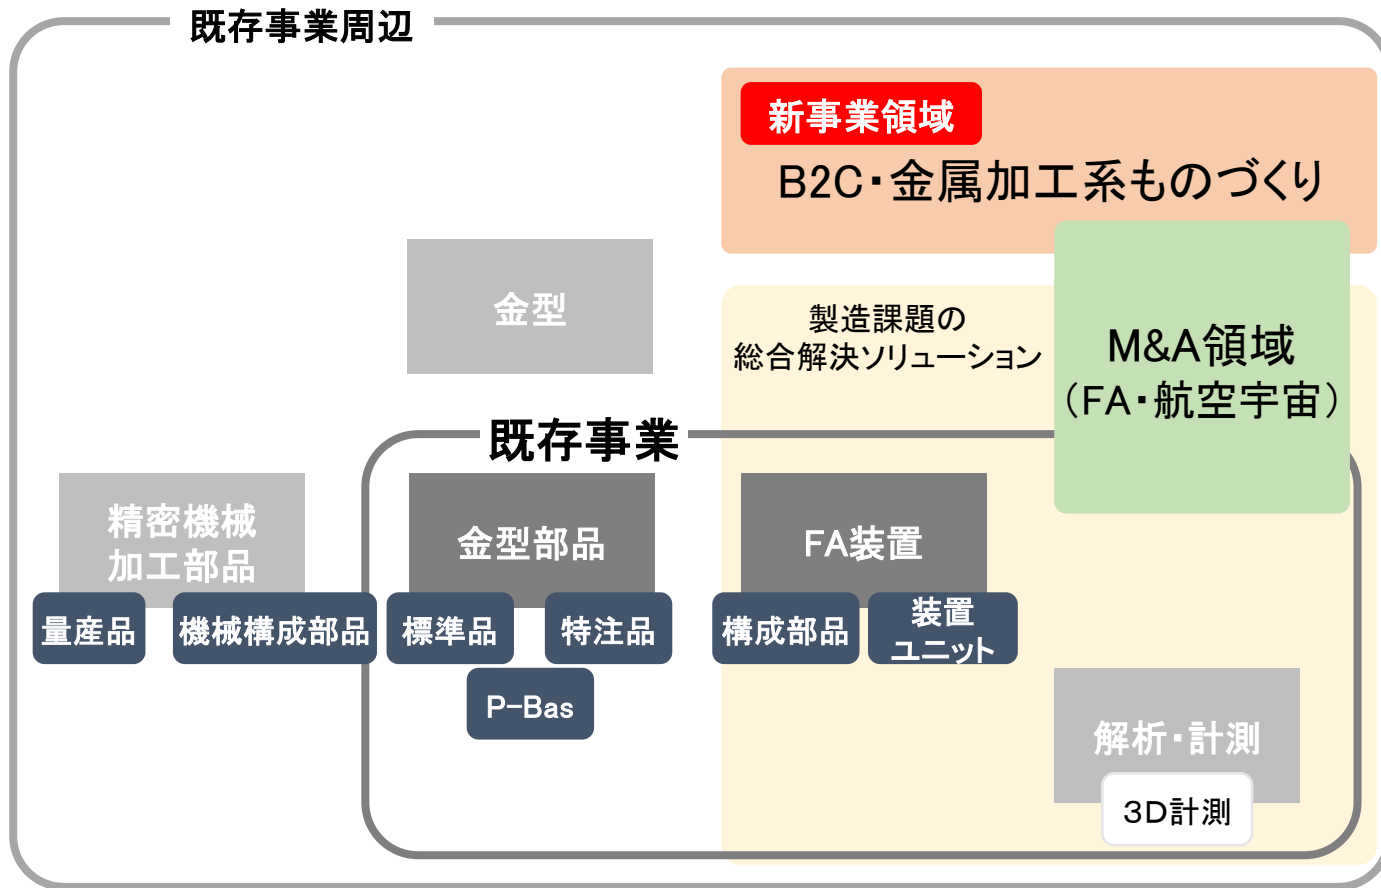 既存事業周辺
新事業領域
B2C・金属加工系ものづくり
金型
製造課題の
総合解決ソリューション
M&A領域
（FA・航空宇宙）
既存事業
精密機械
加工部品
金型部品
FA装置
量産品
機械構成部品
標準品
特注品
構成部品
装置
ユニット
P-Bas
解析・計測
3D計測